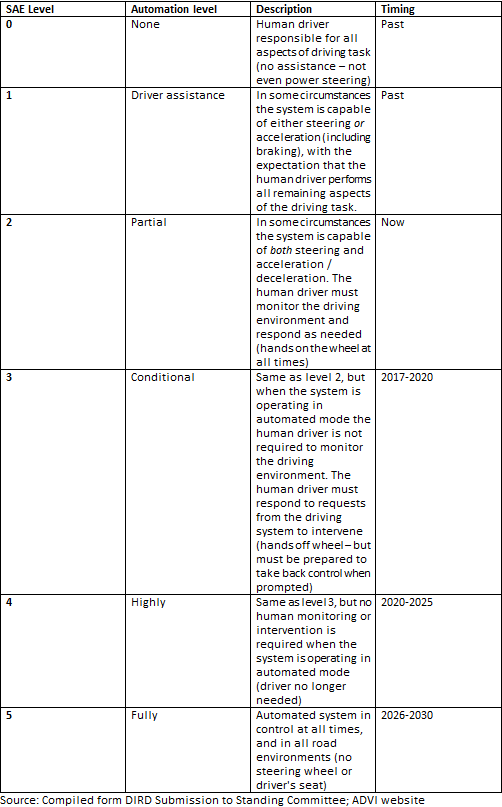 SAE Level Automation level Description Timing
0 None Human driver Past
responsible for all
aspects of driving task
(no assistance – not
even power steering)
1 Driver assistance In some circumstances Past
the system is capable
of either steering or
acceleration (including
braking), with the
expectation that the
human driver performs
all remaining aspects
of the driving task.
2 Partial In some circumstances Now
the system is capable
of both steering and
acceleration /
deceleration. The
human driver must
monitor the driving
environment and
respond as needed
(hands on the wheel at
all times)
3 Conditional Same as level 2, but 2017-2020
when the system is
operating in
automated mode the
human driver is not
required to monitor
the driving
environment. The
human driver must
respond to requests
from the driving
system to intervene
(hands off wheel – but
must be prepared to
take back control when
prompted)
4 Highly Same as level 3, but no 2020-2025
human monitoring or
intervention is
required when the
system is operating in
automated mode
(driver no longer
needed)
5 Fully Automated system in 2026-2030
control at all times,
and in all road
environments (no
steering wheel or
driver's seat)
Source: Compiled form DIRD Submission to Standing Committee; ADVI website